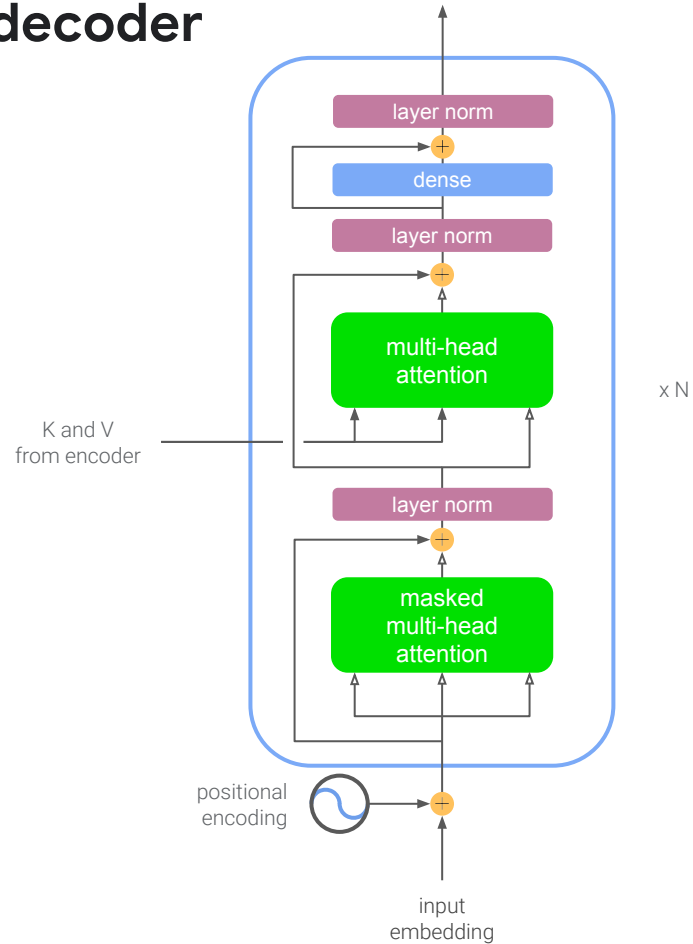 decoder
layer norm
dense
layer norm
multi-head
attention
x N
K and V
from encoder
layer norm
masked
multi-head
attention
positional
encoding
input
embedding